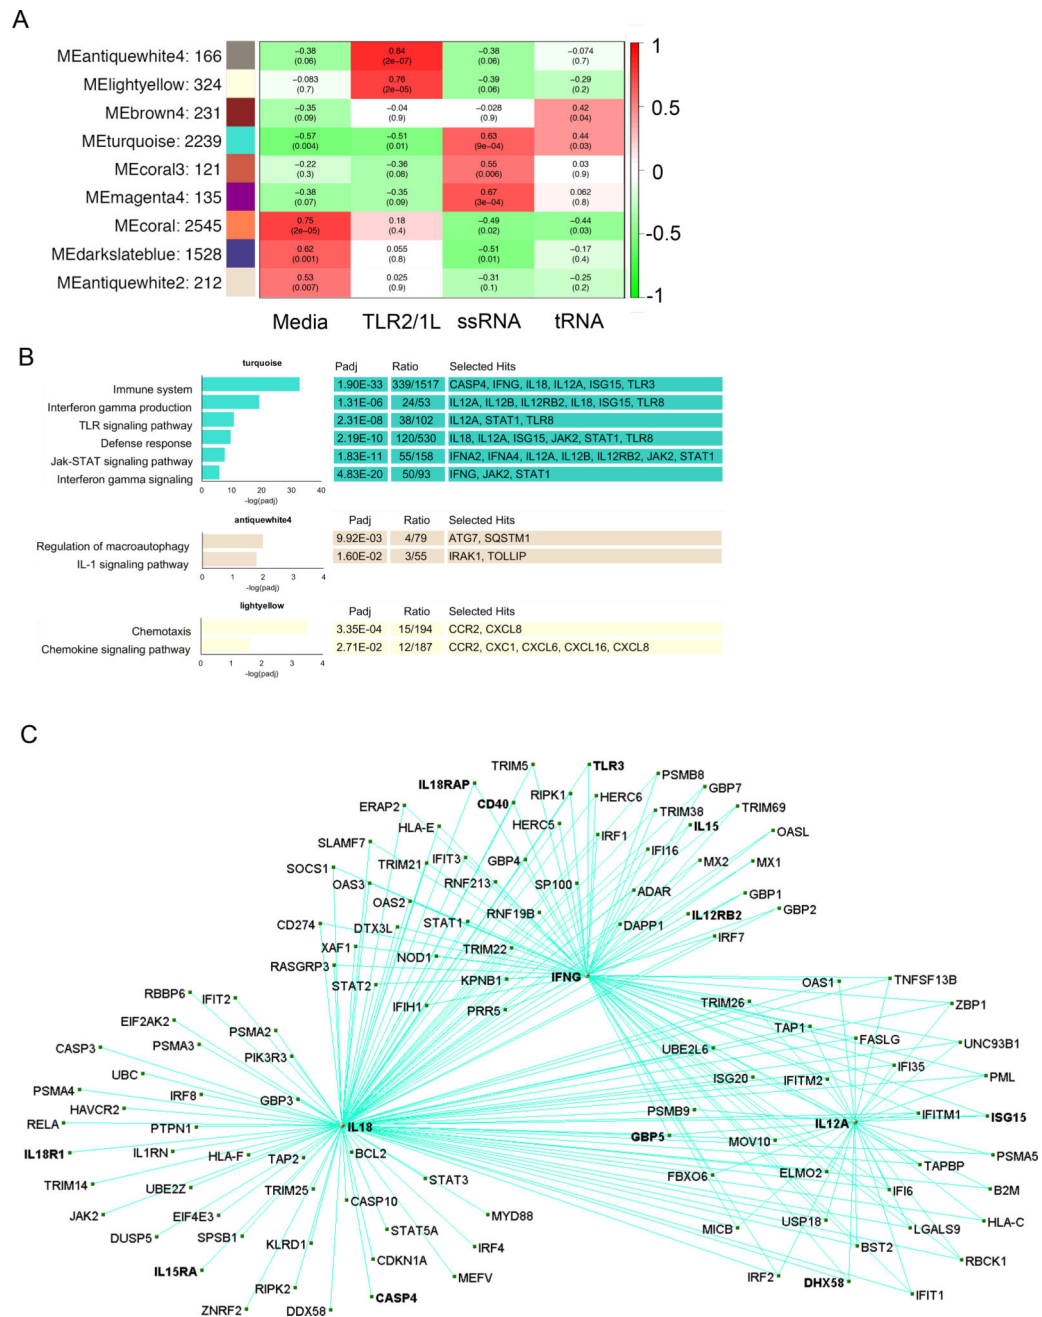 A
MEantiquewhite4: 166
−0.38 0.84 −0.38 −0.074
(0.06) (2e−07) (0.06) (0.7)
MElightyellow: 324
−0.083 0.76 −0.39 −0.29
(0.7) (2e−05) (0.06) (0.2)
MEbrown4: 231
−0.35 −0.04 −0.028 0.42
(0.09) (0.9) (0.9) (0.04)
MEturquoise: 2239
−0.57 −0.51 0.63 0.44
(0.004) (0.01) (9e−04) (0.03)
MEcoral3: 121
−0.22 −0.36 0.55 0.03
(0.3) (0.08) (0.006) (0.9)
MEmagenta4: 135
−0.38 −0.35 0.67 0.062
(0.07) (0.09) (3e−04) (0.8)
MEcoral: 2545
0.75 0.18 −0.49 −0.44
(2e−05) (0.4) (0.02) (0.03)
MEdarkslateblue: 1528
0.62 0.055 −0.51 −0.17
(0.001) (0.8) (0.01) (0.4)
MEantiquewhite2: 212
0.53 0.025 −0.31 −0.25
(0.007) (0.9) (0.1) (0.2)
1
0.5
0
-0.5
-1
Media TLR2/1L ssRNA tRNA
B
turquoise
Padj Ratio Selected Hits
Immune system 1.90E-33 339/1517 CASP4, IFNG, IL18, IL12A, ISG15, TLR3
Interferon gamma production 1.31E-06 24/53 IL12A, IL12B, IL12RB2, IL18, ISG15, TLR8
TLR signaling pathway 2.31E-08 38/102 IL12A, STAT1, TLR8
Defense response 2.19E-10 120/530 IL18, IL12A, ISG15, JAK2, STAT1, TLR8
Jak-STAT signaling pathway 1.83E-11 55/158 IFNA2, IFNA4, IL12A, IL12B, IL12RB2, JAK2, STAT1
Interferon gamma signaling 4.83E-20 50/93 IFNG, JAK2, STAT1
0 10 20 30 40
-log(padj)
antiquewhite4
Padj Ratio Selected Hits
Regulation of macroautophagy 9.92E-03 4/79 ATG7, SQSTM1
IL-1 signaling pathway 1.60E-02 3/55 IRAK1, TOLLIP
0 1 2 3 4
-log(padj)
lightyellow
Padj Ratio Selected Hits
Chemotaxis 3.35E-04 15/194 CCR2, CXCL8
Chemokine signaling pathway 2.71E-02 12/187 CCR2, CXC1, CXCL6, CXCL16, CXCL8
0 1 2 3 4
-log(padj)
C
TRIM5 TLR3
IL18RAP PSMB8
RIPK1 HERC6 GBP7
ERAP2 CD40 TRIM38 TRIM69
HLA-E HERC5 IL15
SLAMF7 IRF1 OASL
TRIM21 IFIT3 GBP4 IFI16 MX2 MX1
SOCS1
OAS3 RNF213 SP100 ADAR GBP1
OAS2 GBP2
CD274 DTX3L STAT1 RNF19B DAPP1 IL12RB2
XAF1 NOD1 TRIM22 IRF7
RASGRP3
STAT2 KPNB1 IFNG OAS1 TNFSF13B
RBBP6 IFIT2 IFIH1 PRR5 TRIM26 ZBP1
EIF2AK2 PSMA2 TAP1
CASP3 PSMA3 PIK3R3 UBE2L6 FASLG UNC93B1
UBC ISG20 IFITM2 IFI35
PSMA4 IRF8 GBP3 PML
HAVCR2 PSMB9 IFITM1 ISG15
RELA PTPN1 IL18 GBP5 MOV10 IL12A
IL18R1 IL1RN HLA-F TAP2 BCL2 PSMA5
TRIM14 UBE2Z TRIM25 STAT3 FBXO6 ELMO2 TAPBP
CASP10 IFI6 B2M
JAK2 EIF4E3 MYD88 MICB USP18 LGALS9 HLA-C
DUSP5 SPSB1 KLRD1 STAT5A IRF4 BST2
IL15RA CDKN1A MEFV RBCK1
RIPK2 CASP4 IRF2 DHX58
ZNRF2 DDX58 IFIT1